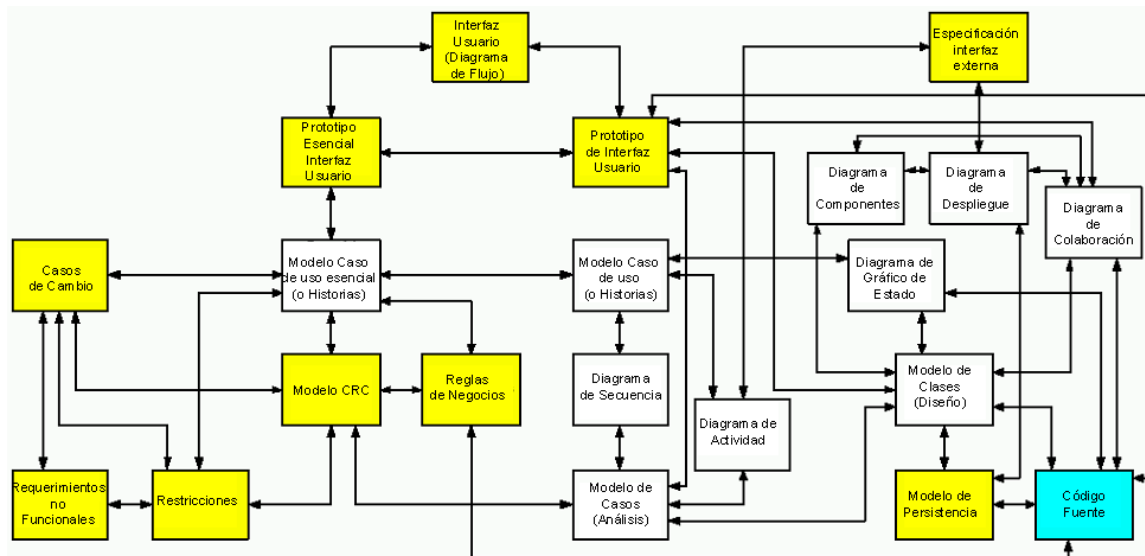 Interfaz
Usuario
(Diagrama
de Flujo)
Especificación
interfaz
externa
Prototipo
Esencial
Interfaz
Usuario
Prototipo
de Interfaz
Usuario
Diagrama
de
Componentes
Diagrama
de
Despliegue
Diagrama
de
Colaboración
Casos
de Cambio
Modelo Caso
de uso esencial
(o Historias)
Modelo Caso
de uso
(o Historias)
Diagrama de
Gráfico de
Estado
Modelo CRC
Reglas
de Negocios
Diagrama
de Secuencia
Diagrama de
Actividad
Modelo de
Clases
(Diseño)
Requerimientos
no
Funcionales
Restricciones
Modelo de
Casos
(Análisis)
Modelo de
Persistencia
Código
Fuente